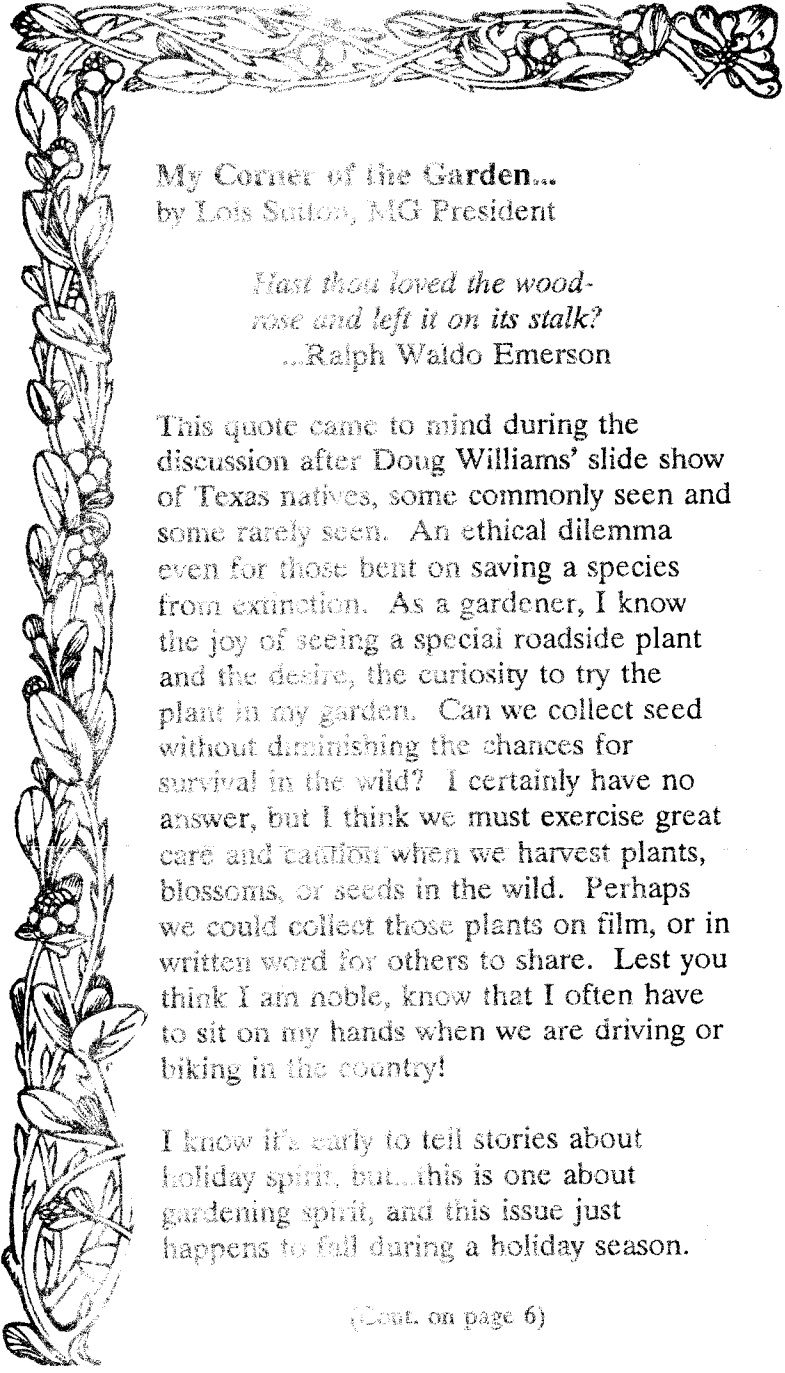 My Corner of the Garden...
by Lois Sutton, MG President
Hast thou loved the wood-
rose and left it on its stalk?
...Ralph Waldo Emerson
This quote came to mind during the
discussion after Doug Williams' slide show
of Texas natives, some commonly seen and
some rarely seen. An ethical dilemma
even for those bent on saving a species
from extinction. As a gardener, I know
the joy of seeing a special roadside plant
and the desire, the curiosity to try the
plant in my garden. Can we collect seed
without diminishing the chances for
survival in the wild? I certainly have no
answer, but I think we must exercise great
care and caution when we harvest plants,
blossoms, or seeds in the wild. Perhaps
we could collect those plants on film, or in
written word for others to share. Lest you
think I am noble, know that I often have
to sit on my hands when we are driving or
biking in the country!
I know it's early to tell stories about
holiday spirit, but...this is one about
gardening spirit, and this issue just
happens to fall during a holiday season.
(Cont. on page 6)